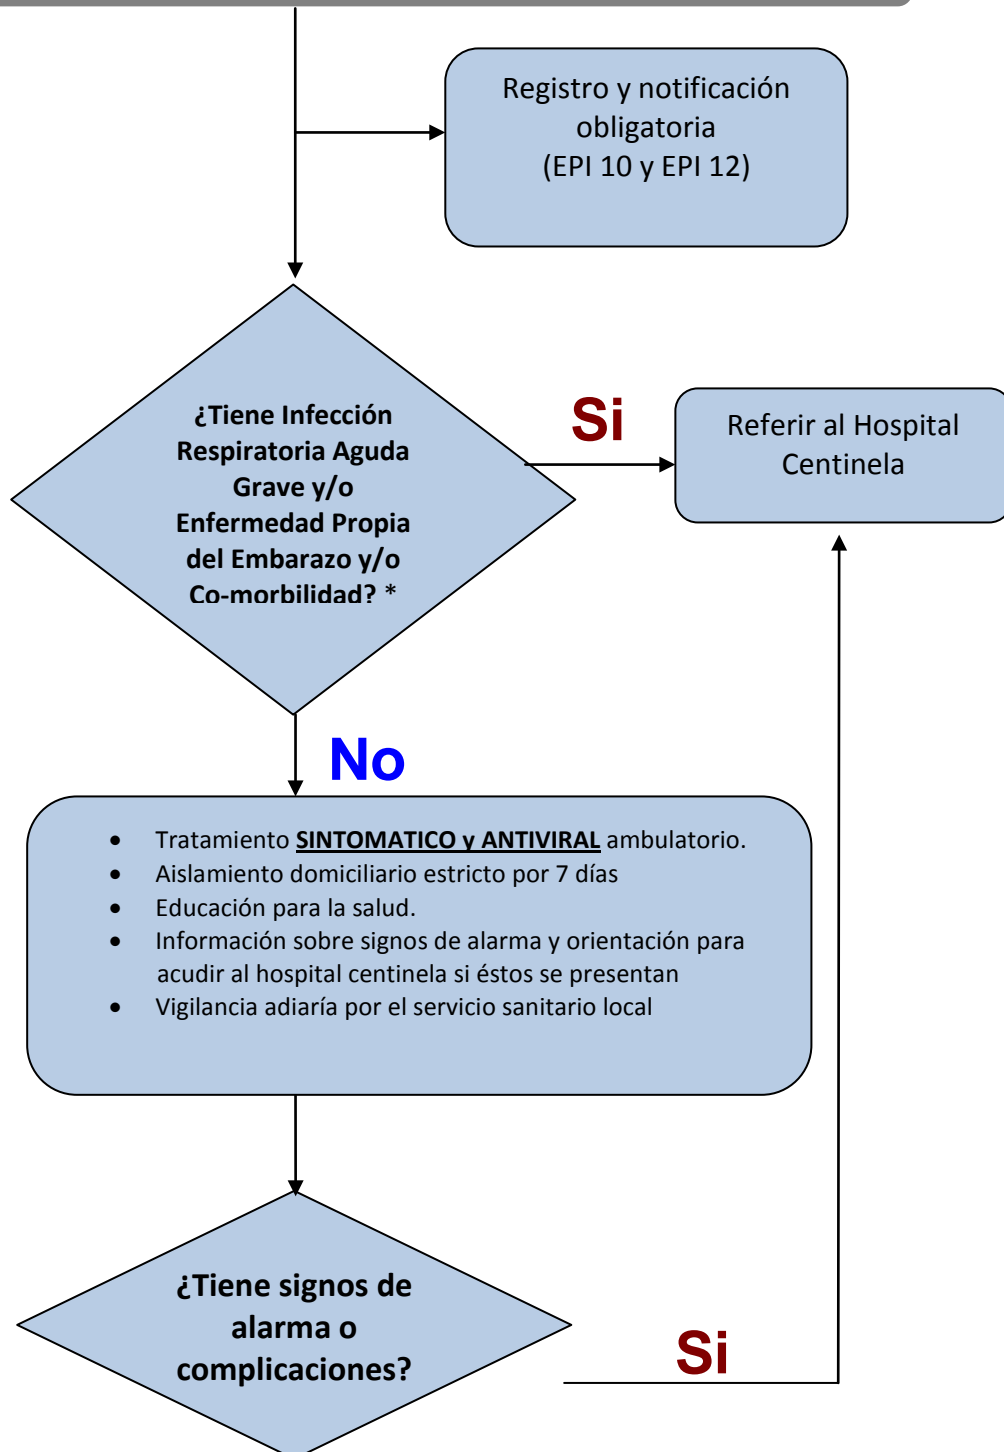 Registro y notificación
obligatoria
(EPI 10 y EPI 12)
¿Tiene Infección
Respiratoria Aguda
Grave y/o
Enfermedad Propia
del Embarazo y/o
Co-morbilidad? *
Si
Referir al Hospital
Centinela
No
• Tratamiento SINTOMATICO y ANTIVIRAL ambulatorio.
• Aislamiento domiciliario estricto por 7 días
• Educación para la salud.
• Información sobre signos de alarma y orientación para
acudir al hospital centinela si éstos se presentan
• Vigilancia adiaría por el servicio sanitario local
¿Tiene signos de
alarma o
complicaciones?
Si